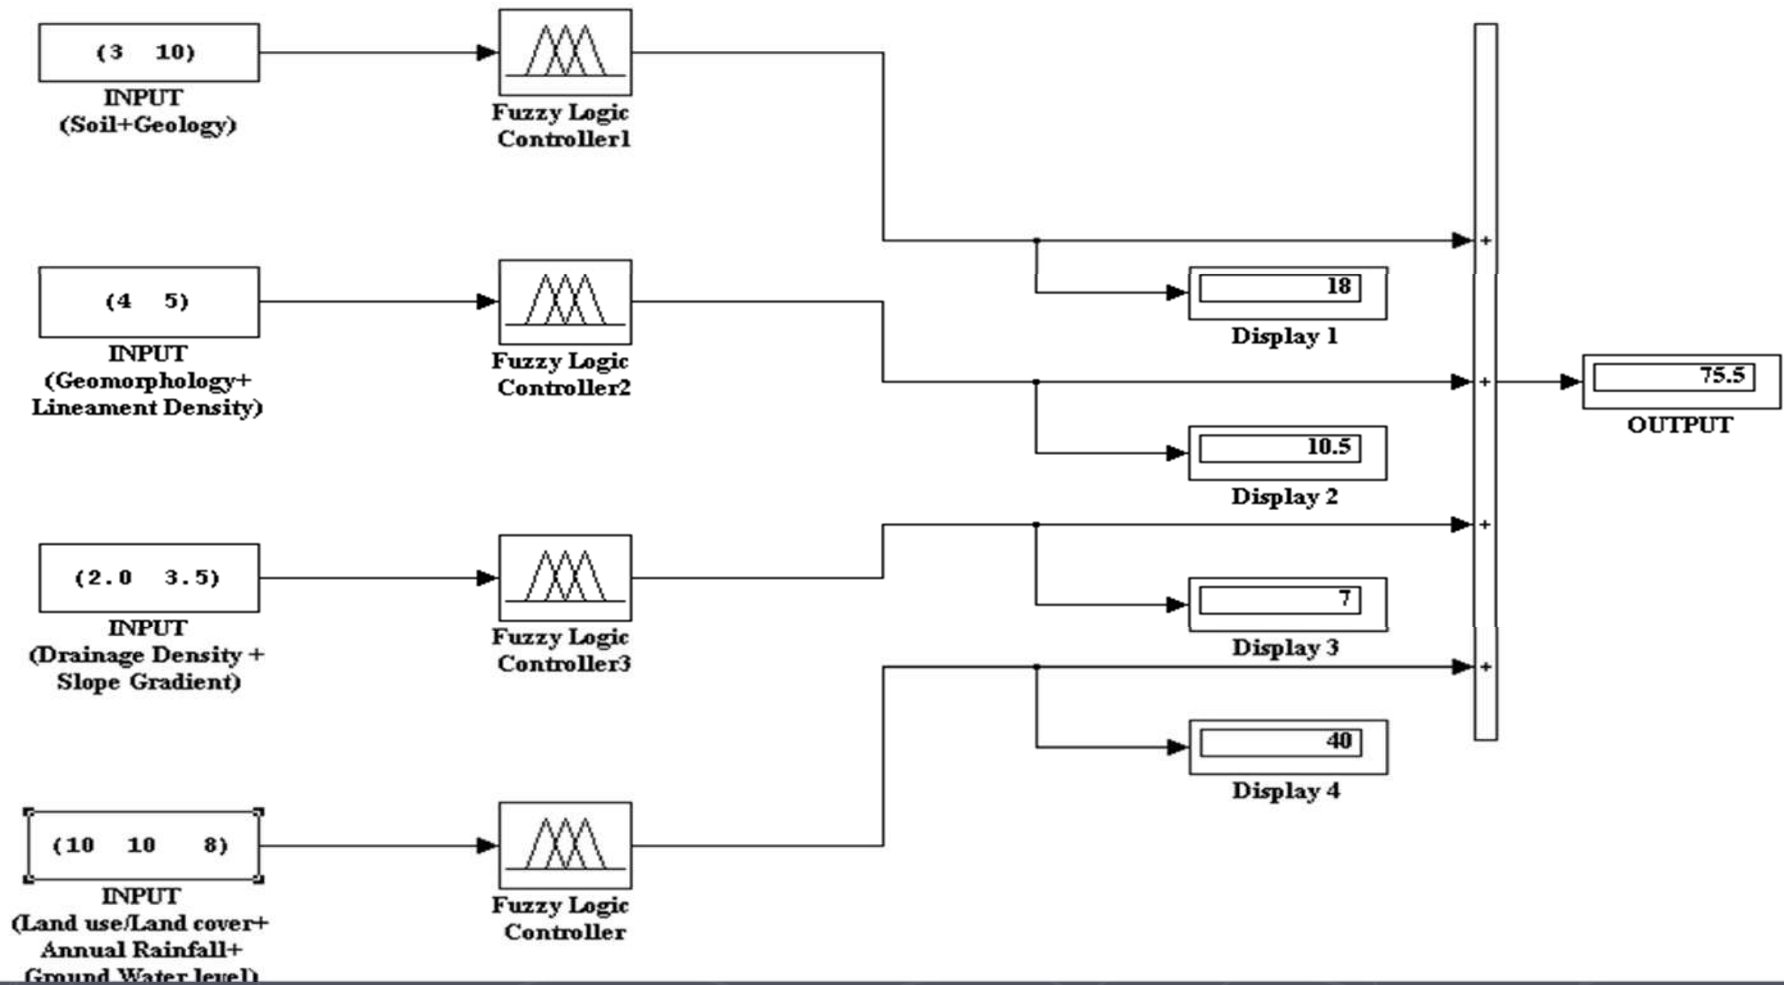 (3 10)
INPUT
(Soil+Geology)
Fuzzy Logic
Controller1
+
18
Display 1
(4 5)
INPUT
(Geomorphology+
Lineament Density)
Fuzzy Logic
Controller2
+
10.5
Display 2
75.5
OUTPUT
(2.0 3.5)
INPUT
(Drainage Density +
Slope Gradient)
Fuzzy Logic
Controller3
+
7
Display 3
+
40
Display 4
(10 10 8)
INPUT
(Land use/Land cover+
Annual Rainfall+
Ground Water level)
Fuzzy Logic
Controller